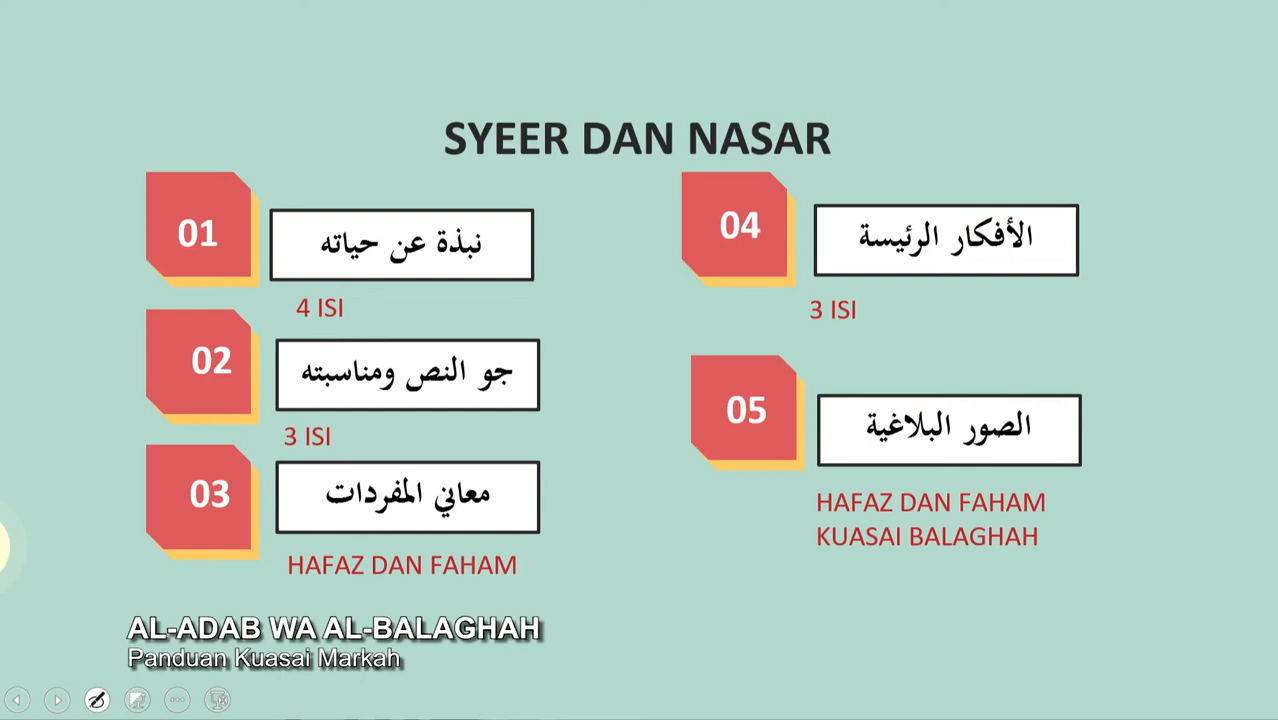 SYEER DAN NASAR
01
نبذة عن حياته
4 ISI
02
جو النص ومناسبته
3 ISI
03
معاني المفردات
HAFAZ DAN FAHAM
04
الأفكار الرئيسة
3 ISI
05
الصور البلاغية
HAFAZ DAN FAHAM
KUASAI BALAGHAH
AL-ADAB WA AL-BALAGHAH
Panduan Kuasai Markah